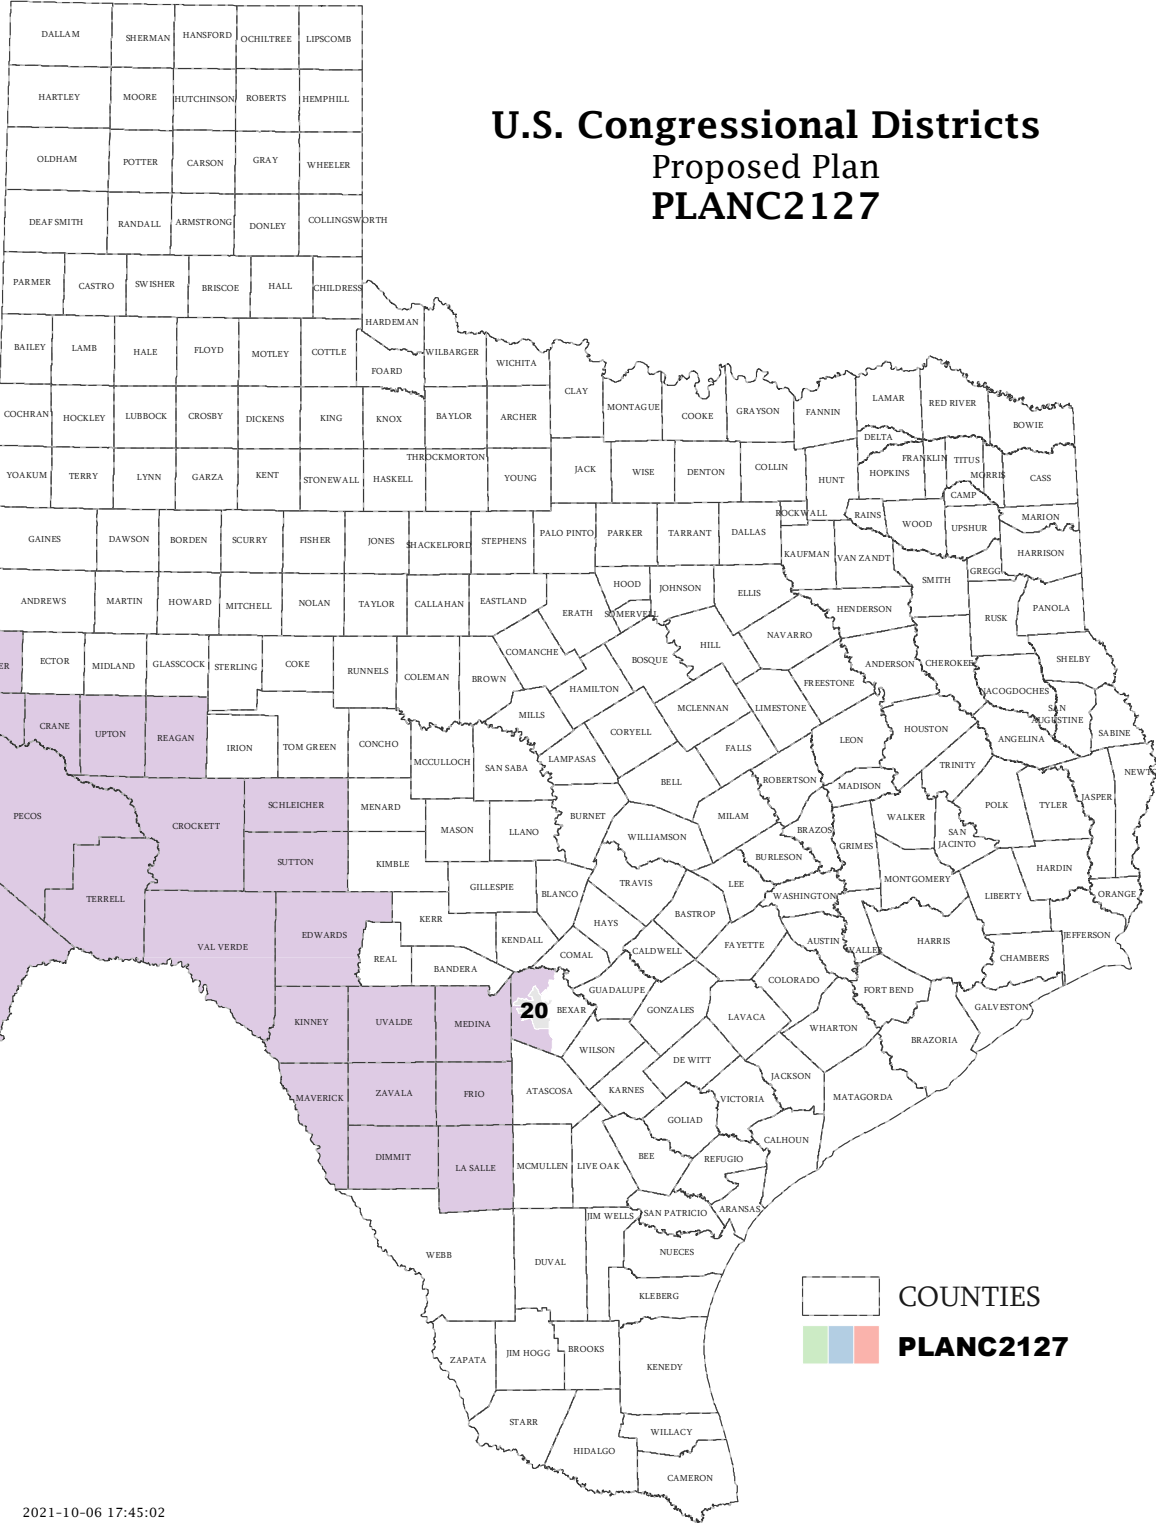 U.S. Congressional Districts
Proposed Plan
PLANC2127
DALLAM SHERMAN HANSFORD OCHILTREE LIPSCOMB
HARTLEY MOORE HUTCHINSON ROBERTS HEMPHILL
OLDHAM POTTER CARSON GRAY WHEELER
DEAF SMITH RANDALL ARMSTRONG DONLEY COLLINGSWORTH
PARMER CASTRO SWISHER BRISCOE HALL CHILDRESS
HARDEMAN
BAILEY LAMB HALE FLOYD MOTLEY COTTLE WILBARGER WICHITA
FOARD CLAY
COCHRAN HOCKLEY LUBBOCK CROSBY DICKENS KING KNOX BAYLOR ARCHER MONTAGUE COOKE GRAYSON FANNIN LAMAR RED RIVER BOWIE
DELTA
THROCKMORTON FRANKLIN TITUS
YOAKUM TERRY LYNN GARZA KENT STONEWALL HASKELL YOUNG JACK WISE DENTON COLLIN HUNT HOPKINS MORRIS CASS
CAMP
ROCKWALL RAINS WOOD UPSHUR MARION
GAINES DAWSON BORDEN SCURRY FISHER JONES SHACKELFORD STEPHENS PALO PINTO PARKER TARRANT DALLAS KAUFMAN VAN ZANDT HARRISON
SMITH GREGG
ANDREWS MARTIN HOWARD MITCHELL NOLAN TAYLOR CALLAHAN EASTLAND ERATH HOOD JOHNSON ELLIS HENDERSON RUSK PANOLA
SOMERVELL
ER ECTOR MIDLAND GLASSCOCK STERLING COKE RUNNELS COLEMAN BROWN COMANCHE BOSQUE HILL NAVARRO ANDERSON CHEROKEE SHELBY
HAMILTON FREESTONE NACOGDOCHES
CRANE UPTON REAGAN IRION TOM GREEN CONCHO MILLS MCLENNAN LIMESTONE SAN
AUGUSTINE
CORYELL FALLS LEON HOUSTON ANGELINA SABINE
MCCULLOCH SAN SABA LAMPASAS TRINITY NEWT
BELL ROBERTSON MADISON
PECOS CROCKETT SCHLEICHER MENARD BURNET MILAM WALKER POLK TYLER JASPER
MASON LLANO WILLIAMSON BRAZOS GRIMES SAN
JACINTO
SUTTON KIMBLE BURLESON HARDIN
TERRELL GILLESPIE BLANCO TRAVIS LEE WASHINGTON MONTGOMERY LIBERTY ORANGE
VAL VERDE EDWARDS KERR KENDALL HAYS BASTROP FAYETTE AUSTIN WALLER HARRIS JEFFERSON
REAL BANDERA COMAL CALDWELL CHAMBERS
GUADALUPE COLORADO FORT BEND GALVESTON
KINNEY UVALDE MEDINA 20 BEXAR GONZALES LAVACA WHARTON BRAZORIA
WILSON DE WITT
MAVERICK ZAVALA FRIO ATASCOSA KARNES VICTORIA JACKSON MATAGORDA
GOLIAD CALHOUN
DIMMIT LA SALLE MCMULLEN LIVE OAK BEE REFUGIO
JIM WELLS SAN PATRICIO ARANSAS
WEBB DUVAL NUECES
KLEBERG
COUNTIES
PLANC2127
ZAPATA JIM HOGG BROOKS KENEDY
STARR HIDALGO WILLACY
CAMERON
2021-10-06 17:45:02